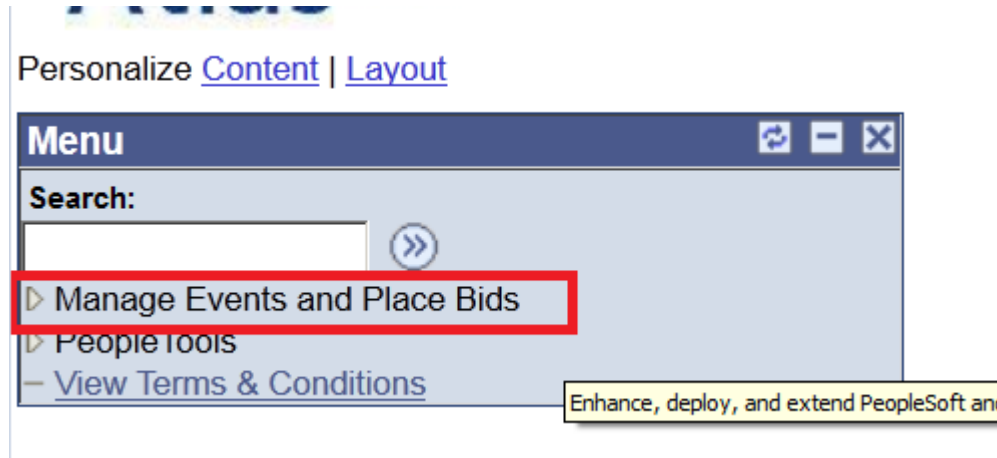 Personalize Content | Layout
Menu
Search:
Manage Events and Place Bids
PeopleTools
View Terms & Conditions
Enhance, deploy, and extend PeopleSoft